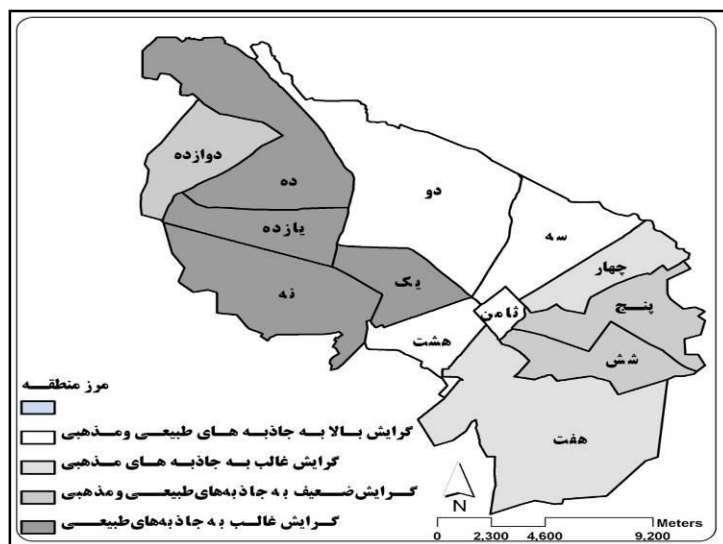 دوازده
ده
دو
یازده
سه
نه
یک
چهار
ثامن
پنج
هشت
شش
هفت
مرز منطقه
گرایش بالا به جاذبه های طبیعی ومذهبی
گرایش غالب به جاذبه های مذهبی
گرایش ضعیف به جاذبه‌های طبیعی ومذهبی
گرایش غالب به جاذبه‌های طبیعی
N
Meters
0 2,300 4,600 9,200